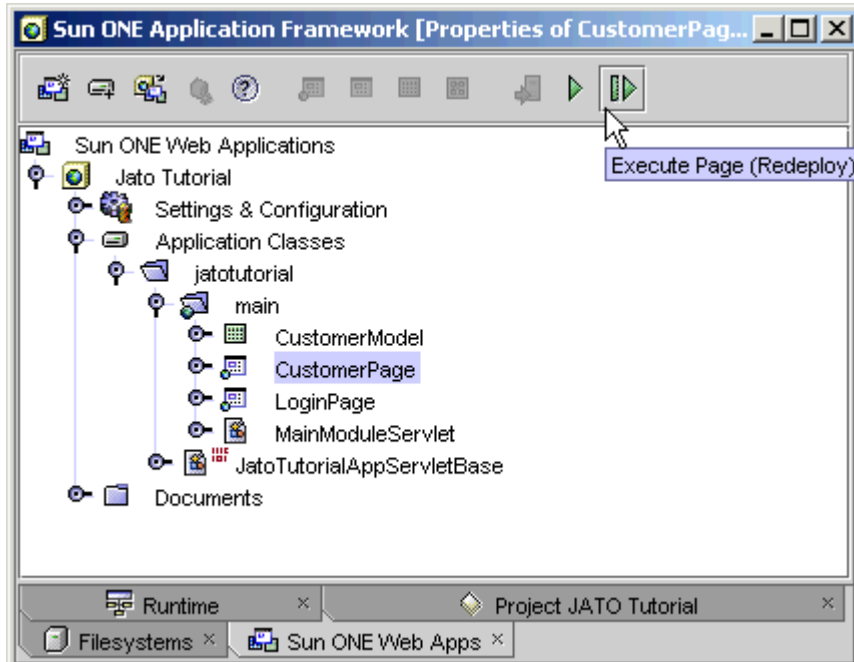 Sun ONE Application Framework [Properties of CustomerPag...
Execute Page (Redeploy)
Sun ONE Web Applications
Jato Tutorial
Settings & Configuration
Application Classes
jatotutorial
main
CustomerModel
CustomerPage
LoginPage
MainModuleServlet
JatoTutorialAppServletBase
Documents
Runtime
Project JATO Tutorial
Filesystems
Sun ONE Web Apps